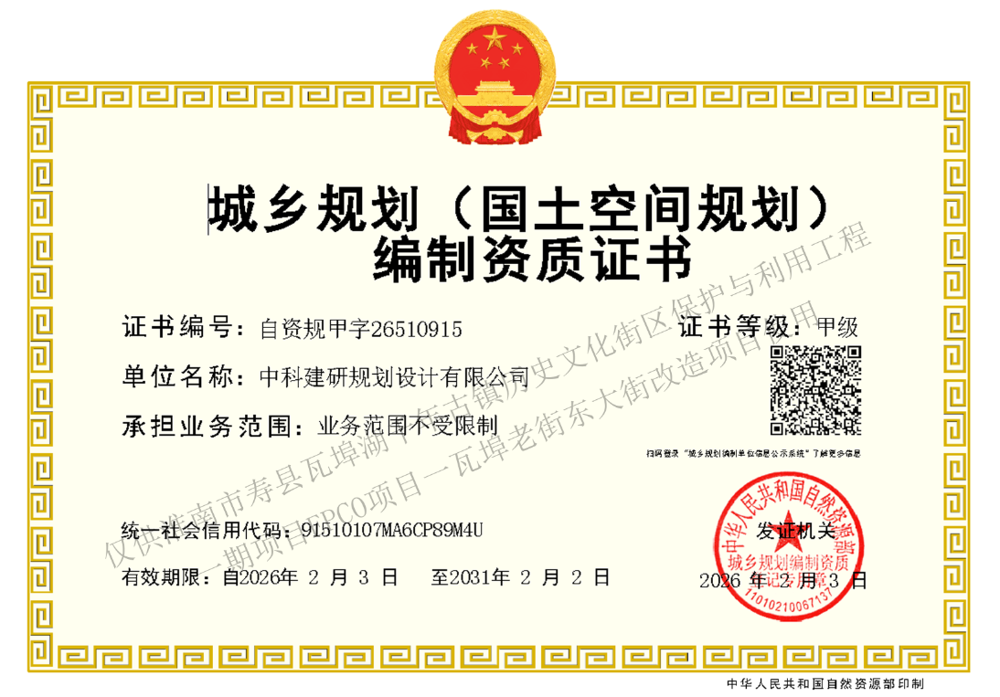 城乡规划（国土空间规划）
编制资质证书
证书编号：自资规甲字26510915
证书等级：甲级
单位名称：中科建研规划设计有限公司
承担业务范围：业务范围不受限制
扫码登录“城乡规划编制单位信息公示系统”了解更多信息
统一社会信用代码：91510107MA6CP89M4U
发证机关
有效期限：自2026年 2 月 3 日 至2031年 2 月 2 日
2026 年 2 月 3 日
中华人民共和国自然资源部
城乡规划编制资质
登记专用章
1101021006713
中华人民共和国自然资源部印制
仅供淮南市寿县瓦埠湖千年古镇历史文化街区保护与利用工程
一期项目EPCO项目一瓦埠老街东大街改造项目使用